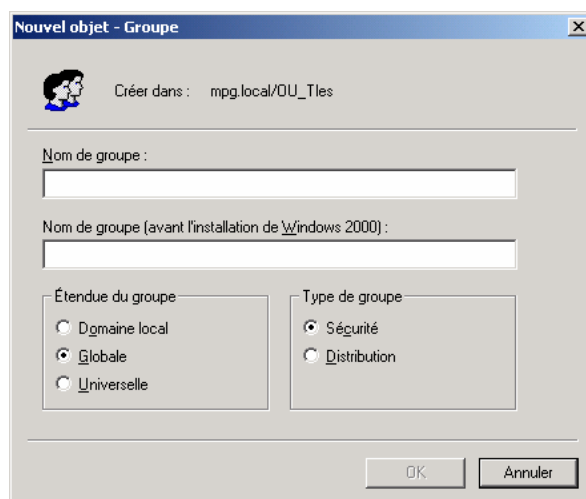 Nouvel objet - Groupe
Créer dans : mpg.local/OU_Tles
Nom de groupe :
Nom de groupe (avant l'installation de Windows 2000) :
Étendue du groupe
Domaine local
Globale
Universelle
Type de groupe
Sécurité
Distribution
OK
Annuler